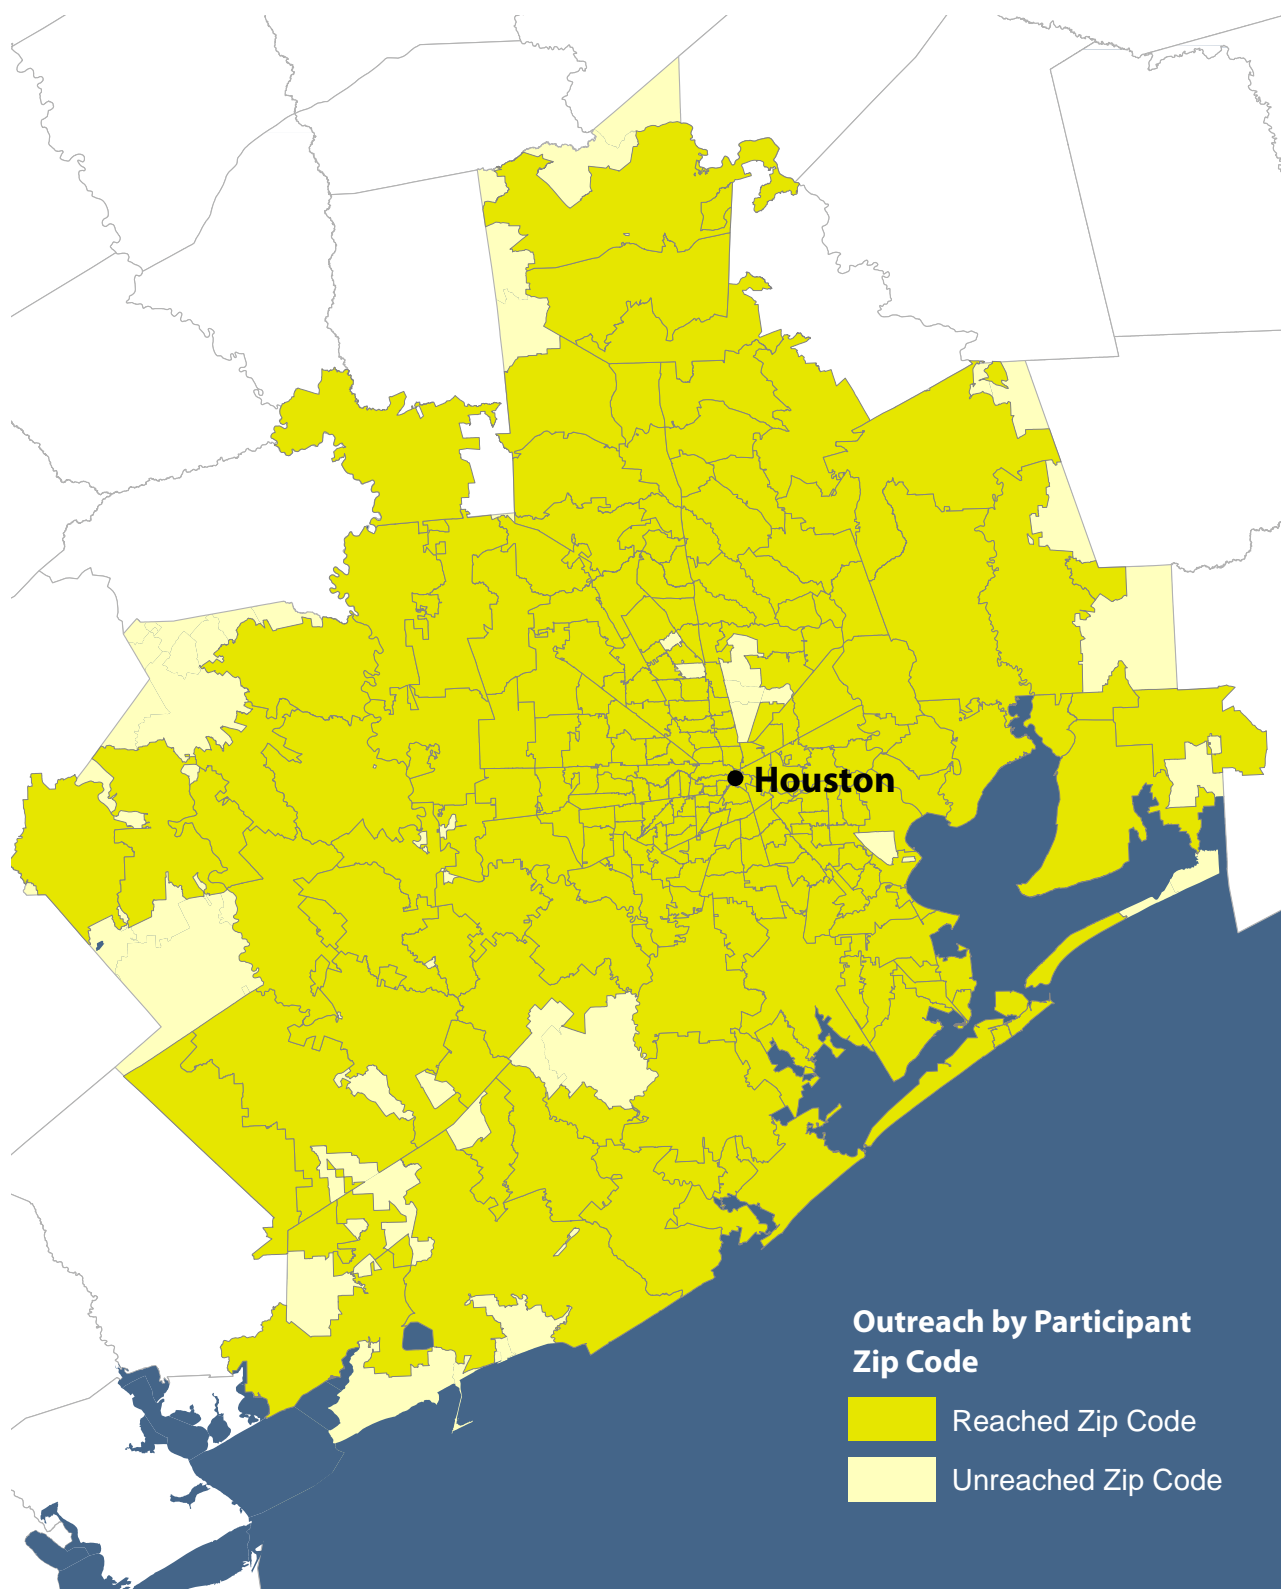 Houston
Outreach by Participant
Zip Code
Reached Zip Code
Unreached Zip Code